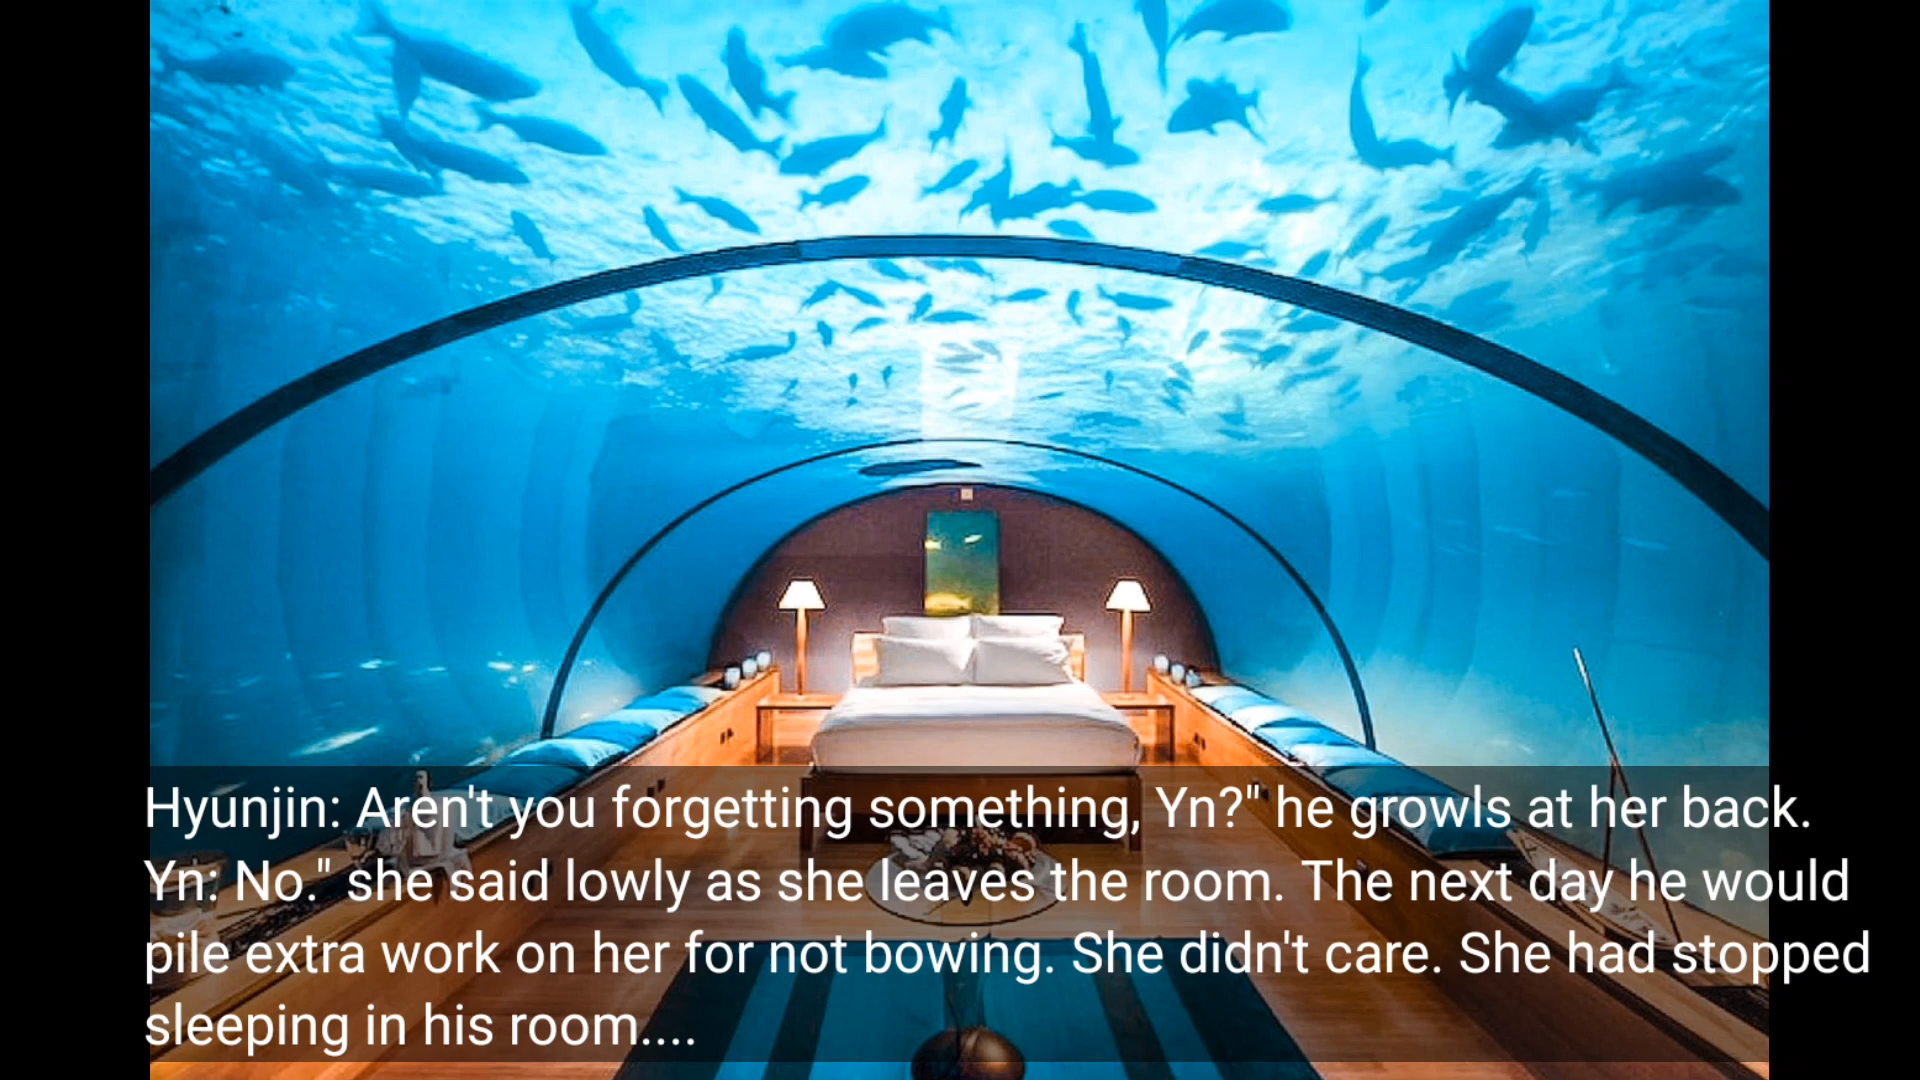 Hyunjin: Aren't you forgetting something, Yn?" he growls at her back.
Yn: No." she said lowly as she leaves the room. The next day he would
pile extra work on her for not bowing. She didn't care. She had stopped
sleeping in his room....